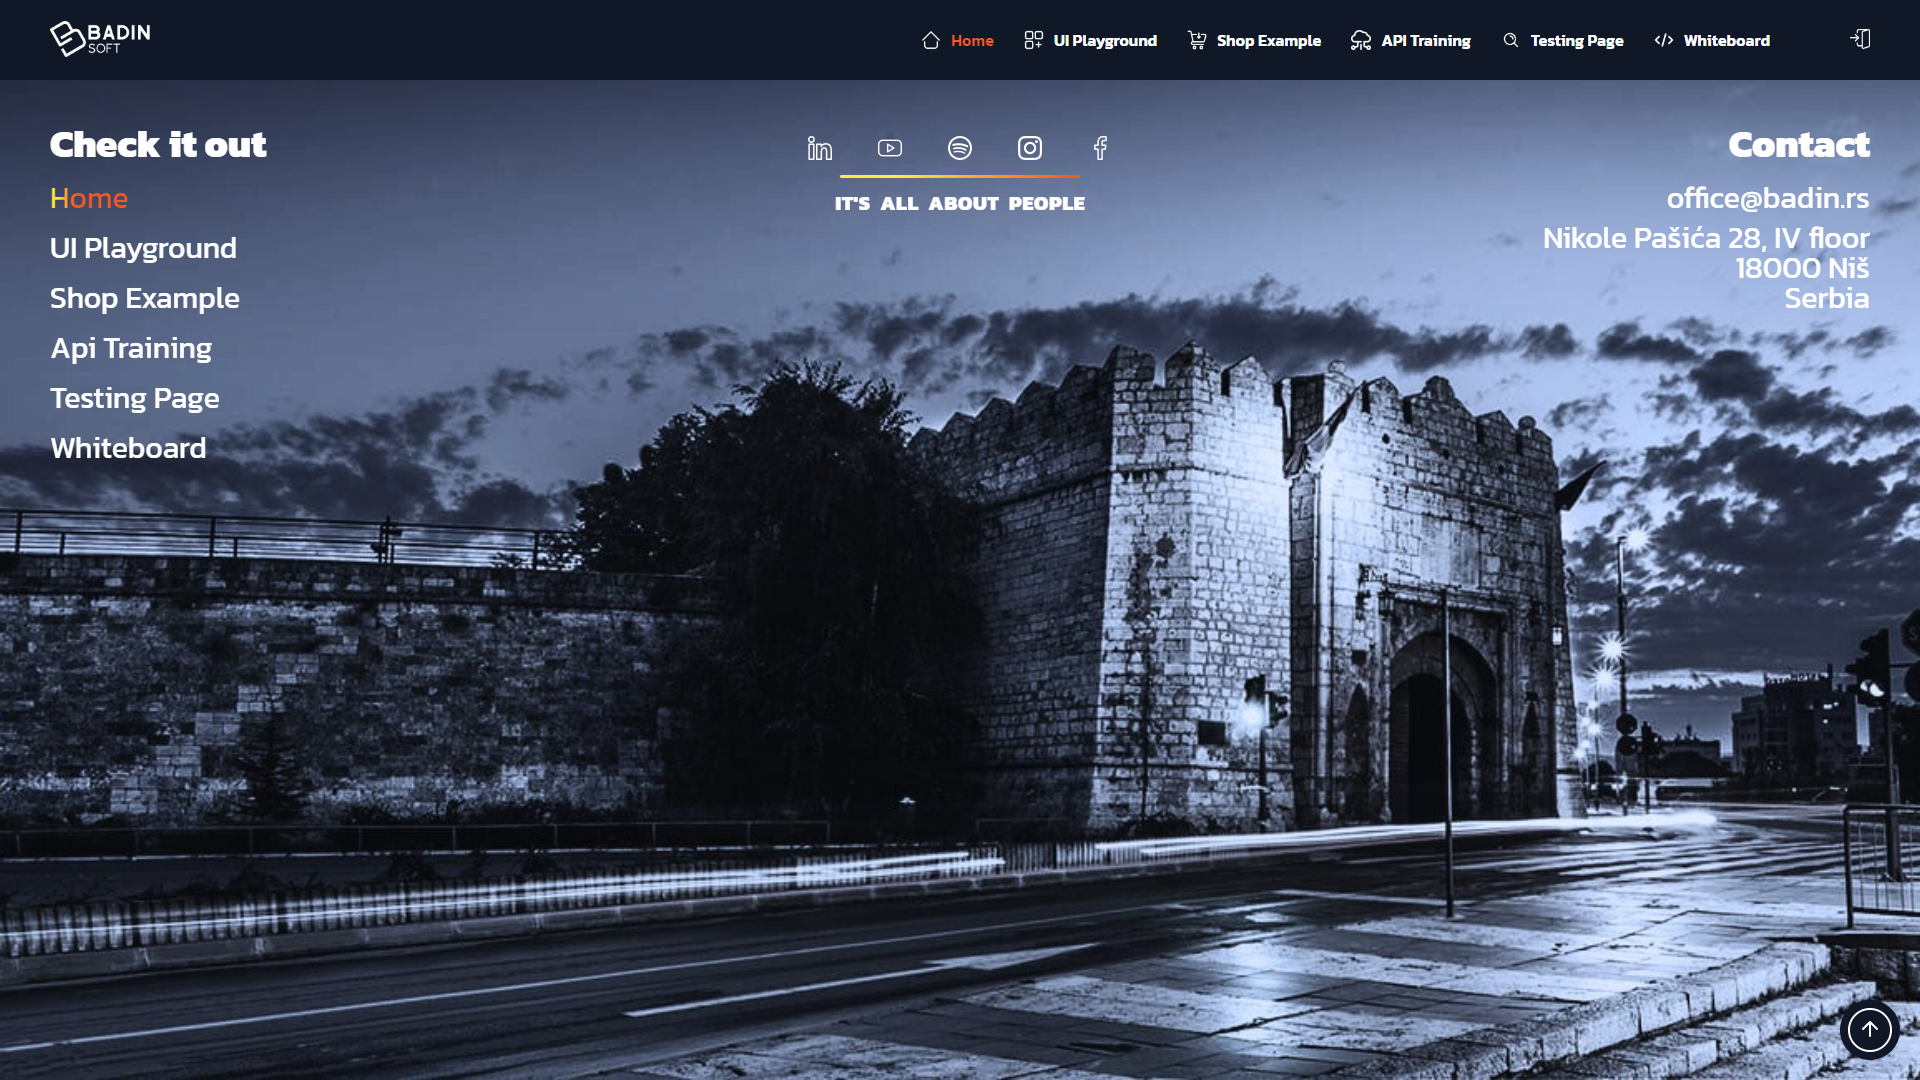 BADIN
SOFT
Home
UI Playground
Shop Example
API Training
Testing Page
Whiteboard
Check it out
Home
UI Playground
Shop Example
Api Training
Testing Page
Whiteboard
IT'S ALL ABOUT PEOPLE
Contact
office@badin.rs
Nikole Pašića 28, IV floor
18000 Niš
Serbia